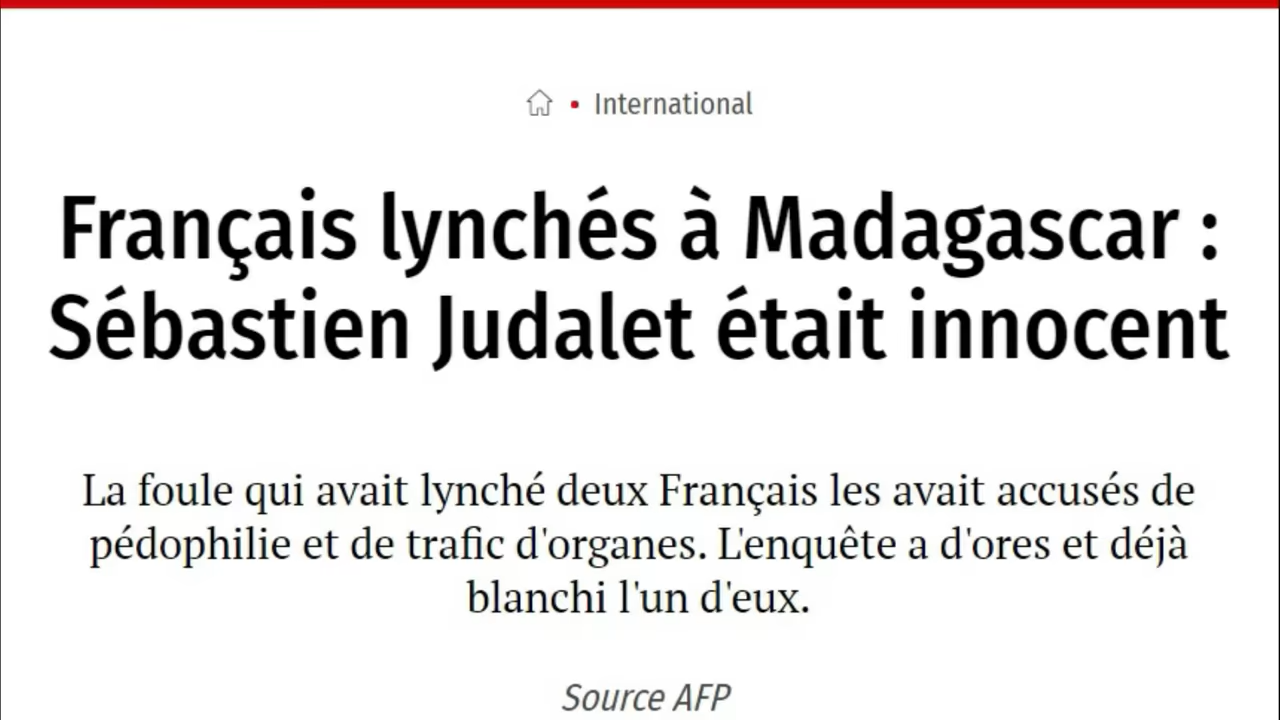 International
Français lynchés à Madagascar :
Sébastien Judalet était innocent
La foule qui avait lynché deux Français les avait accusés de
pédophilie et de trafic d'organes. L'enquête a d'ores et déjà
blanchi l'un d'eux.
Source AFP